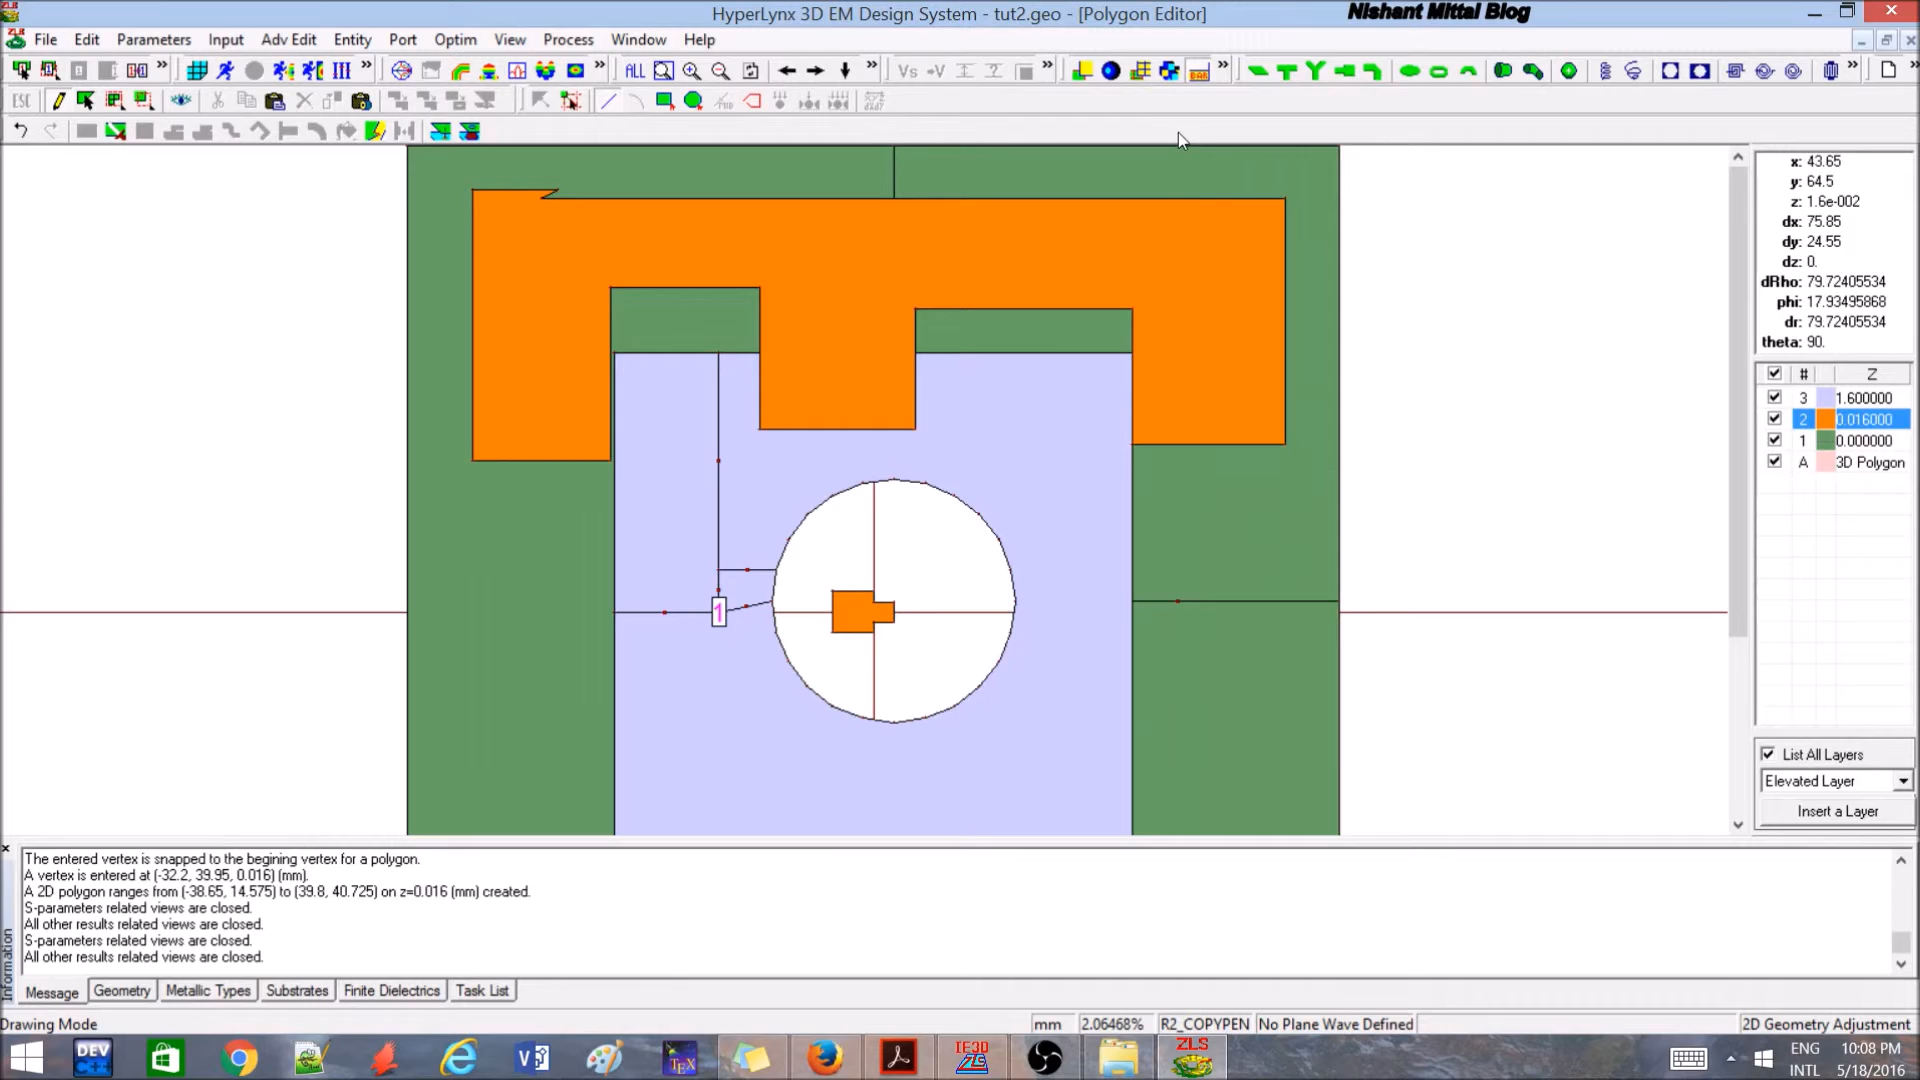 HyperLynx 3D EM Design System - tut2.geo - [Polygon Editor]
Nishant Mittal Blog
File Edit Parameters Input Adv Edit Entity Port Optim View Process Window Help
ALL
ESC
x: 43.65
y: 64.5
z: 1.6e-002
dx: 75.85
dy: 24.55
dz: 0.
dRho: 79.72405534
phi: 17.93495868
dr: 79.72405534
theta: 90.
# Z
3 1.600000
2 0.016000
1 0.000000
A 3D Polygon
1
List All Layers
Elevated Layer
Insert a Layer
The entered vertex is snapped to the begining vertex for a polygon.
A vertex is entered at (-32.2, 39.95, 0.016) (mm).
A 2D polygon ranges from (-38.65, 14.575) to (39.8, 40.725) on z=0.016 (mm) created.
S-parameters related views are closed.
All other results related views are closed.
S-parameters related views are closed.
All other results related views are closed.
Information
Message Geometry Metallic Types Substrates Finite Dielectrics Task List
Drawing Mode
mm 2.06468% R2_COPYPEN No Plane Wave Defined 2D Geometry Adjustment
DEV C++
TEX
IE3D
ZLS
ENG 10:08 PM
INTL 5/18/2016